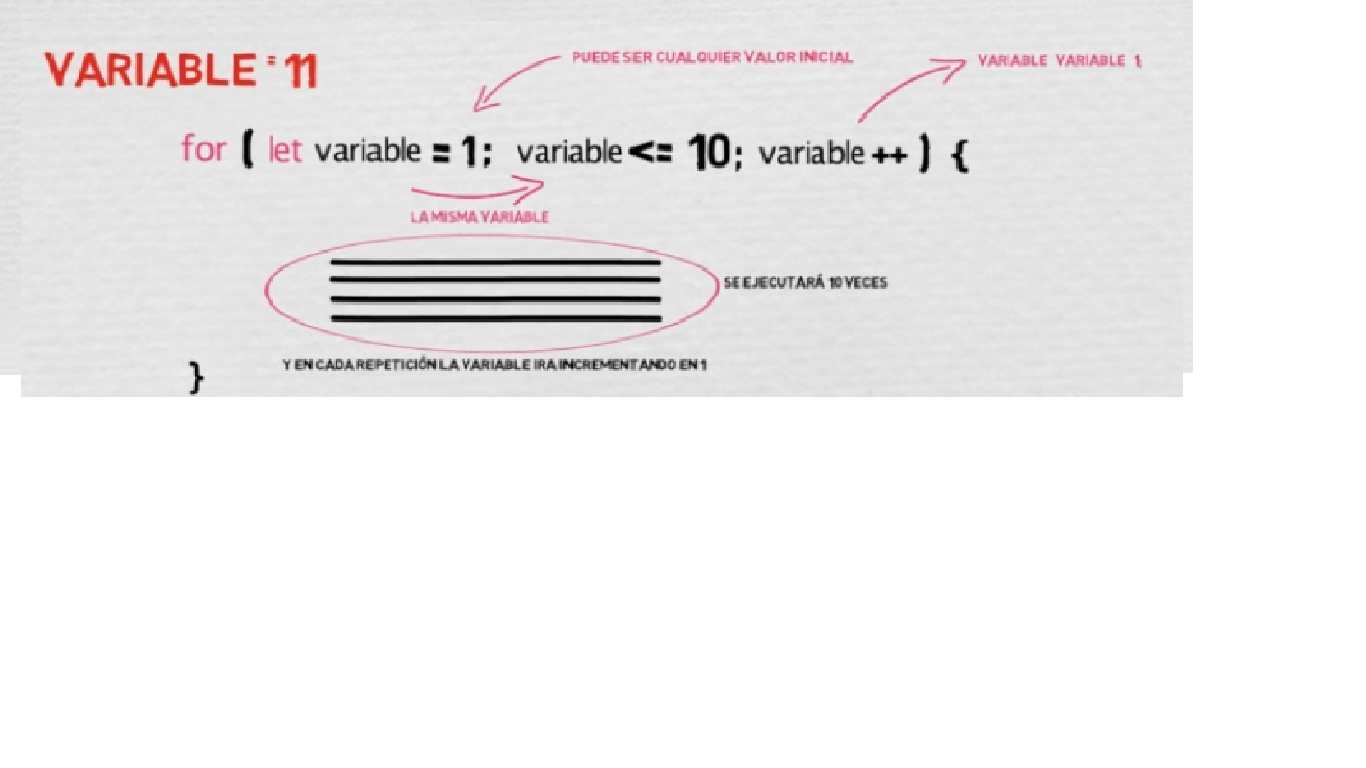 VARIABLE = 11
PUEDE SER CUALQUIER VALOR INICIAL
VARIABLE VARIABLE 1
for ( let variable = 1; variable <= 10; variable ++ ) {
LA MISMA VARIABLE
SE EJECUTARÁ 10 VECES
Y EN CADA REPETICIÓN LA VARIABLE IRA INCREMENTANDO EN 1
}